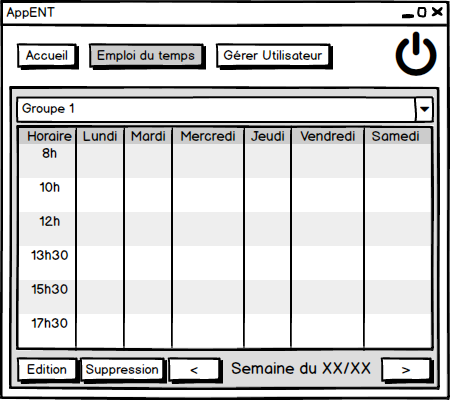 AppENT
Accueil Emploi du temps Gérer Utilisateur
Groupe 1
Horaire Lundi Mardi Mercredi Jeudi Vendredi Samedi
8h
10h
12h
13h30
15h30
17h30
Edition Suppression < Semaine du XX/XX >